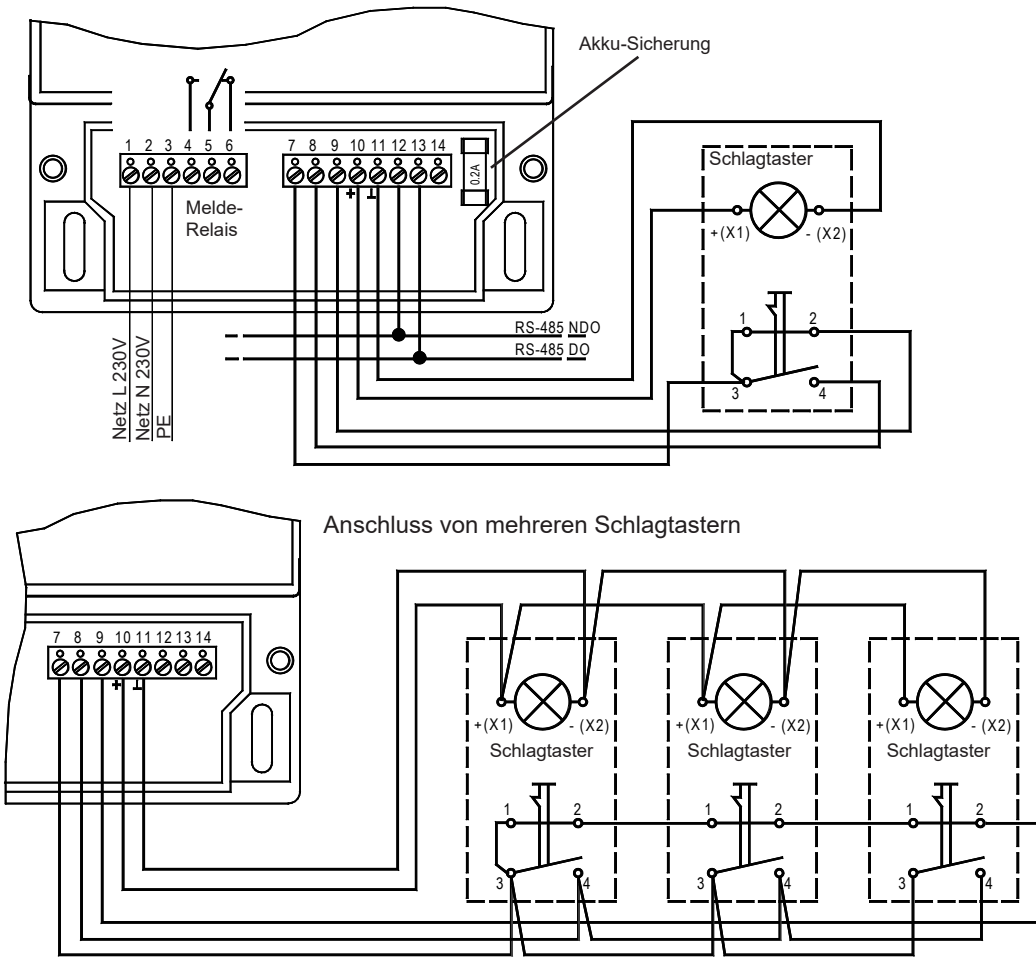 Akku-Sicherung
1 2 3 4 5 6
7 8 9 10 11 12 13 14
0.2A
+
Melde-
Relais
Schlagtaster
+(X1) - (X2)
1 2
3 4
RS-485 NDO
RS-485 DO
Netz L 230V
Netz N 230V
PE
Anschluss von mehreren Schlagtastern
7 8 9 10 11 12 13 14
+
+(X1) - (X2) +(X1) - (X2) +(X1) - (X2)
Schlagtaster Schlagtaster Schlagtaster
1 2 1 2 1 2
3 4 3 4 3 4